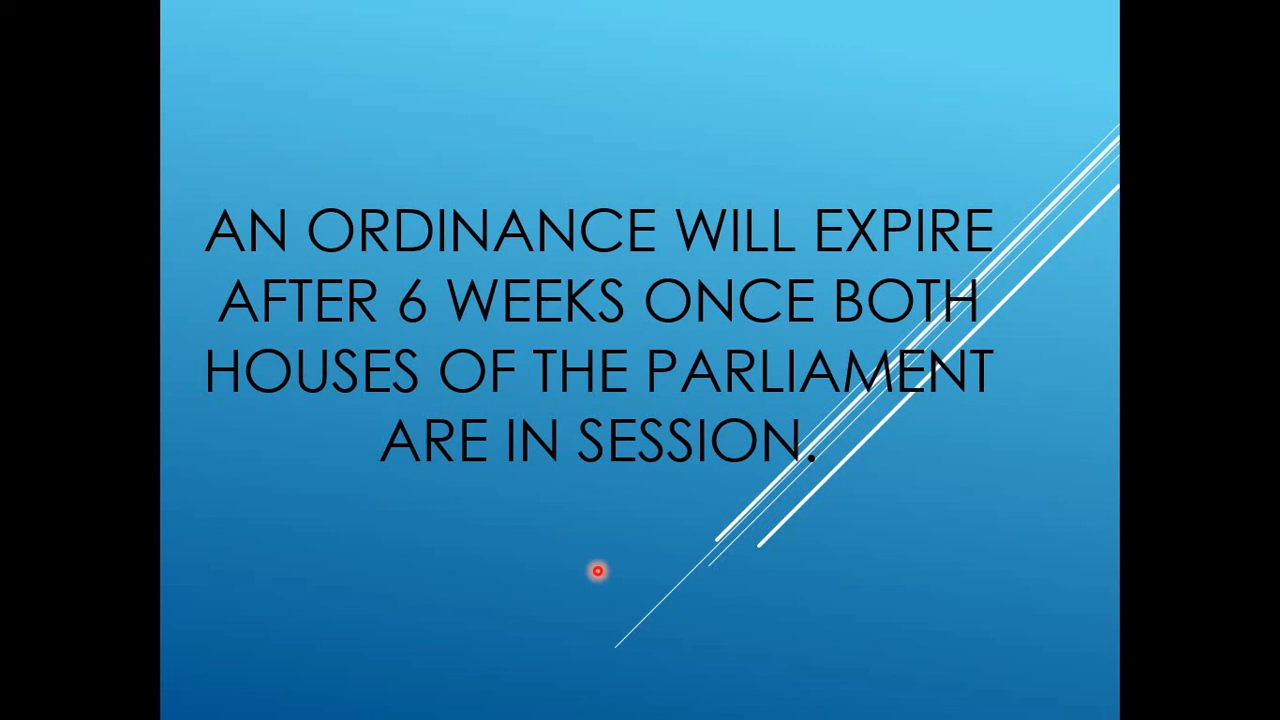 AN ORDINANCE WILL EXPIRE
AFTER 6 WEEKS ONCE BOTH
HOUSES OF THE PARLIAMENT
ARE IN SESSION.